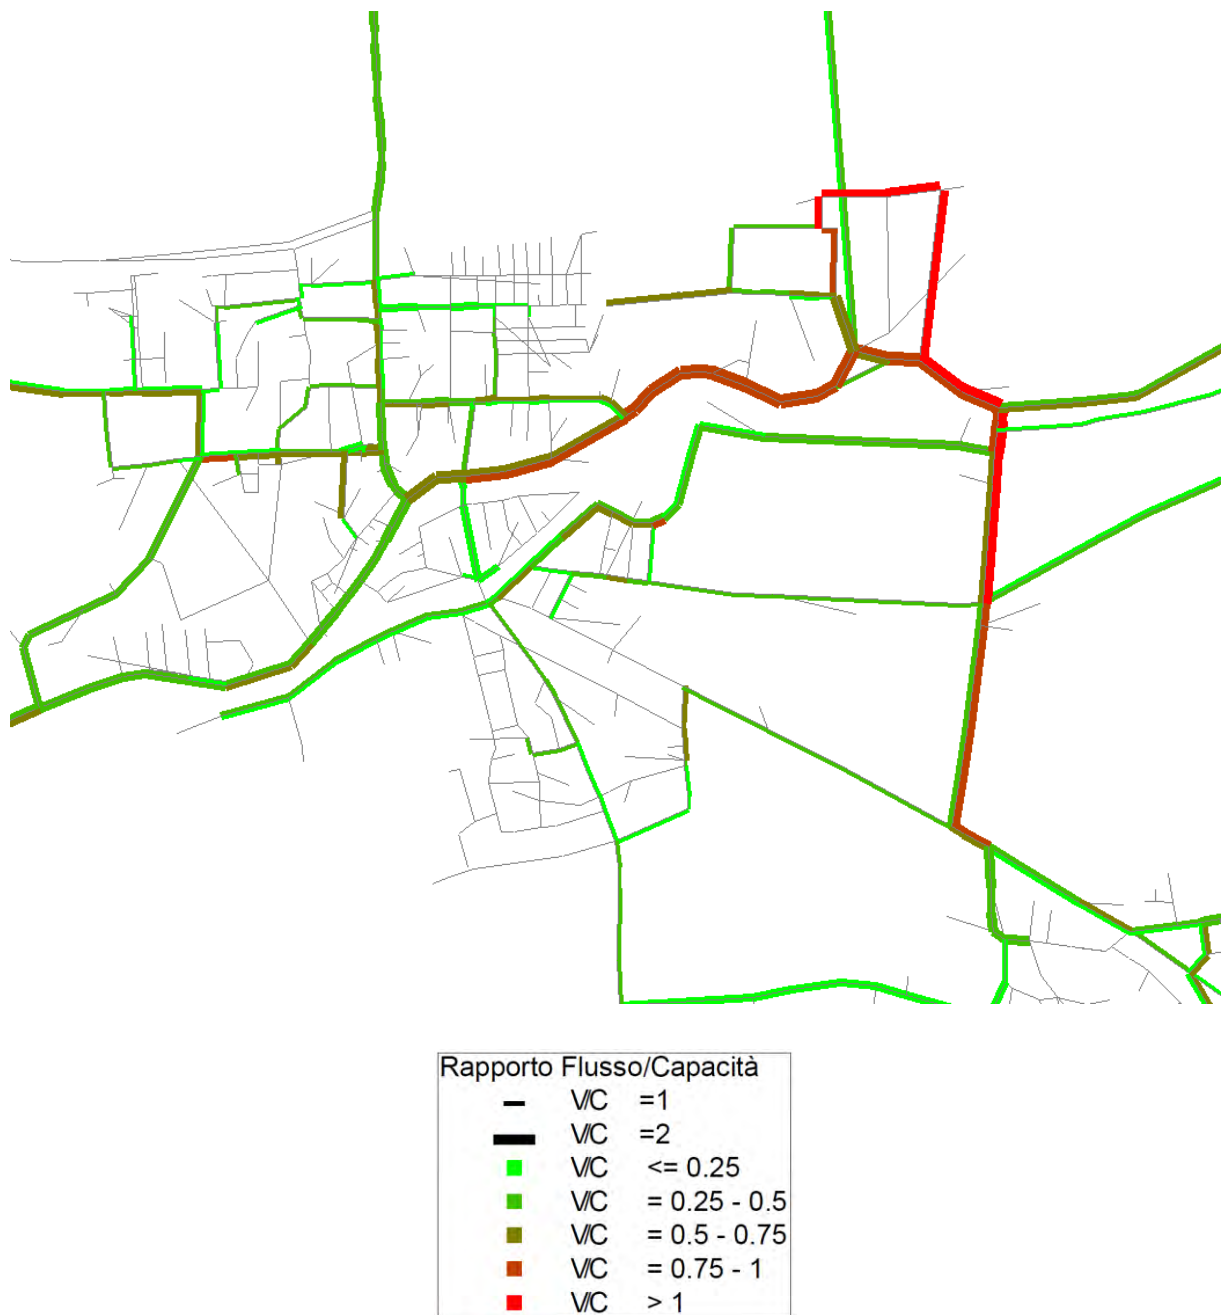 Rapporto Flusso/Capacità
V/C =1
V/C =2
V/C <= 0.25
V/C = 0.25 - 0.5
V/C = 0.5 - 0.75
V/C = 0.75 - 1
V/C > 1